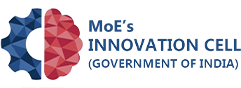 MoE's
INNOVATION CELL
(GOVERNMENT OF INDIA)